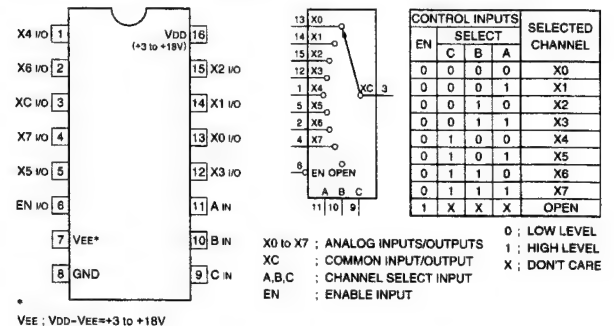 X4 I/O 1
VDD 16
(+3 to +18V)
X6 I/O 2
15 X2 I/O
XC I/O 3
14 X1 I/O
X7 I/O 4
13 X0 I/O
X5 I/O 5
12 X3 I/O
EN I/O 6
11 A IN
7 VEE*
10 B IN
8 GND
9 C IN
*
VEE ; VDD-VEE=+3 to +18V
13 X0
14 X1
15 X2
12 X3
1 X4
XC 3
5 X5
2 X6
4 X7
6 EN OPEN
A B C
11 10 9
CONTROL INPUTS SELECTED CHANNEL
EN SELECT
C B A
0 0 0 0 X0
0 0 0 1 X1
0 0 1 0 X2
0 0 1 1 X3
0 1 0 0 X4
0 1 0 1 X5
0 1 1 0 X6
0 1 1 1 X7
1 X X X OPEN
0 ; LOW LEVEL
1 ; HIGH LEVEL
X ; DON'T CARE
X0 to X7 ; ANALOG INPUTS/OUTPUTS
XC ; COMMON INPUT/OUTPUT
A,B,C ; CHANNEL SELECT INPUT
EN ; ENABLE INPUT